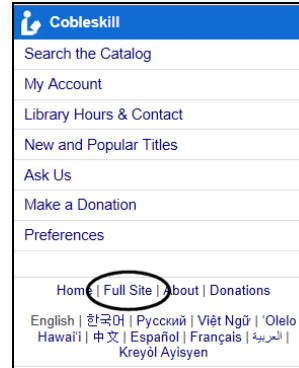 Cobleskill
Search the Catalog
My Account
Library Hours & Contact
New and Popular Titles
Ask Us
Make a Donation
Preferences
Home | Full Site | About | Donations
English | 한국어 | Русский | Việt Ngữ | ʻOlelo
Hawaiʻi | 中文 | Español | Français | العربية |
Kreyòl Ayisyen